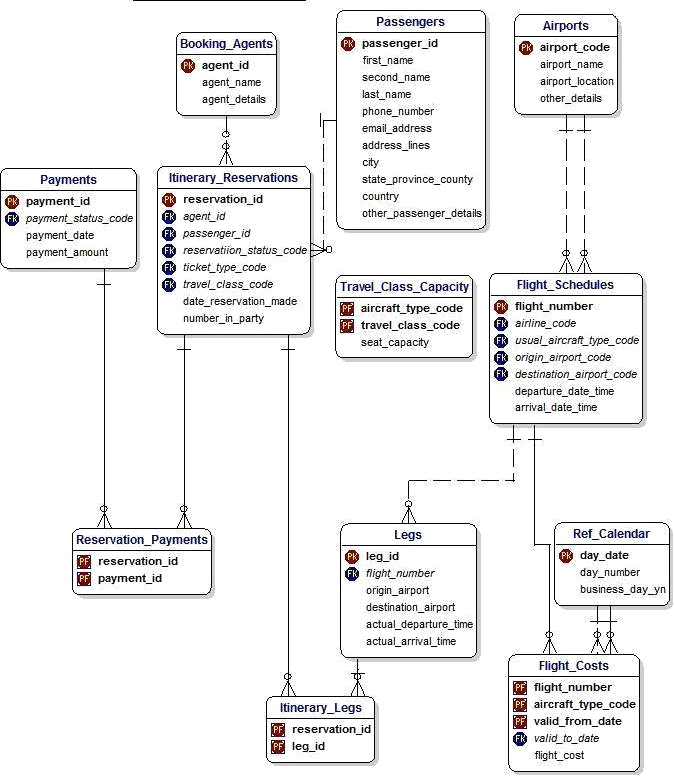 Booking_Agents
PK agent_id
agent_name
agent_details
Passengers
PK passenger_id
first_name
second_name
last_name
phone_number
email_address
address_lines
city
state_province_county
country
other_passenger_details
Airports
PK airport_code
airport_name
airport_location
other_details
Payments
PK payment_id
FK payment_status_code
payment_date
payment_amount
Itinerary_Reservations
PK reservation_id
FK agent_id
FK passenger_id
FK reservatiion_status_code
FK ticket_type_code
FK travel_class_code
date_reservation_made
number_in_party
Travel_Class_Capacity
PF aircraft_type_code
PF travel_class_code
seat_capacity
Flight_Schedules
PK flight_number
FK airline_code
FK usual_aircraft_type_code
FK origin_airport_code
FK destination_airport_code
departure_date_time
arrival_date_time
Reservation_Payments
PF reservation_id
PF payment_id
Legs
PK leg_id
FK flight_number
origin_airport
destination_airport
actual_departure_time
actual_arrival_time
Ref_Calendar
PK day_date
day_number
business_day_yn
Itinerary_Legs
PF reservation_id
PF leg_id
Flight_Costs
PF flight_number
PF aircraft_type_code
PF valid_from_date
FK valid_to_date
flight_cost